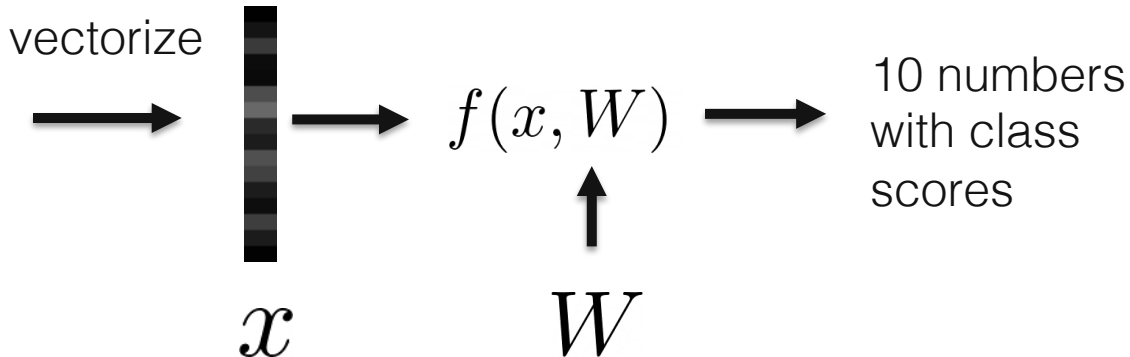 vectorize
f(x, W)
10 numbers
with class
scores
x
W